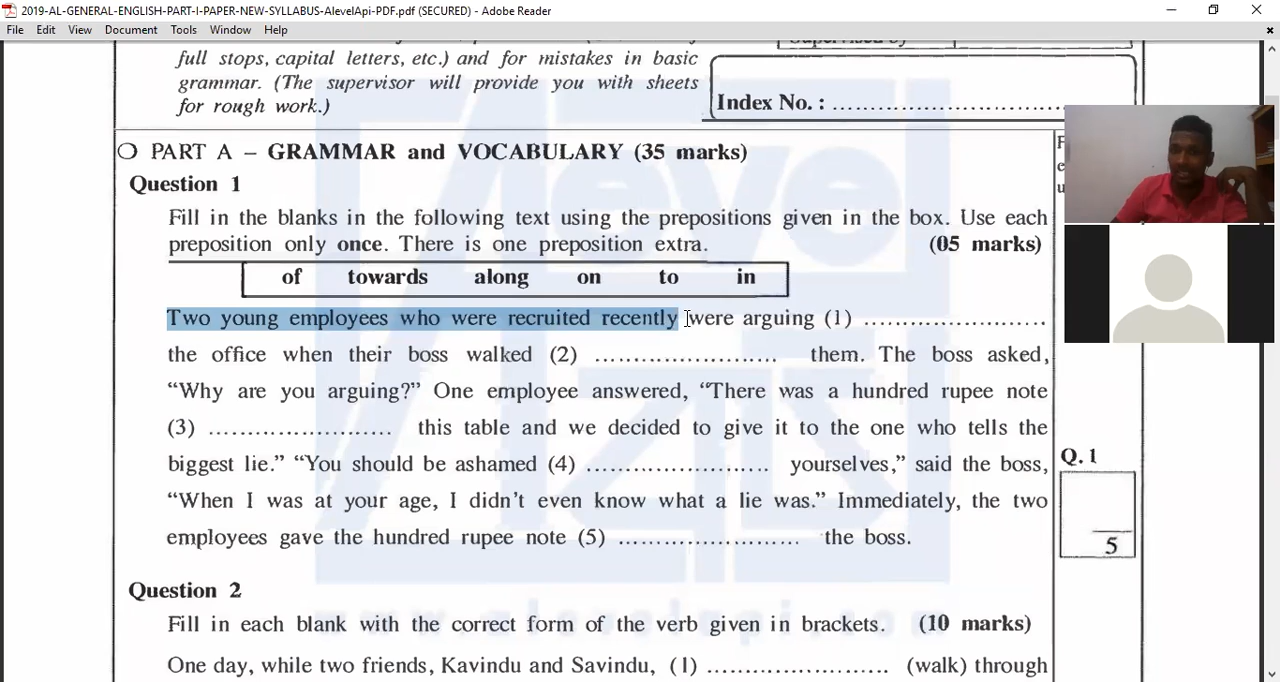 2019-AL-GENERAL-ENGLISH-PART-I-PAPER-NEW-SYLLABUS-AlevelApi-PDF.pdf (SECURED) - Adobe Reader
File Edit View Document Tools Window Help
full stops, capital letters, etc.) and for mistakes in basic
grammar. (The supervisor will provide you with sheets
for rough work.)
Index No. : ........................................
PART A – GRAMMAR and VOCABULARY (35 marks)
Question 1
Fill in the blanks in the following text using the prepositions given in the box. Use each
preposition only once. There is one preposition extra. (05 marks)
of towards along on to in
Two young employees who were recruited recently were arguing (1) ..........................
the office when their boss walked (2) .......................... them. The boss asked,
“Why are you arguing?” One employee answered, “There was a hundred rupee note
(3) .......................... this table and we decided to give it to the one who tells the
biggest lie.” “You should be ashamed (4) .......................... yourselves,” said the boss,
“When I was at your age, I didn’t even know what a lie was.” Immediately, the two
employees gave the hundred rupee note (5) .......................... the boss.
Q. 1
5
Question 2
Fill in each blank with the correct form of the verb given in brackets. (10 marks)
One day, while two friends, Kavindu and Savindu, (1) .......................... (walk) through